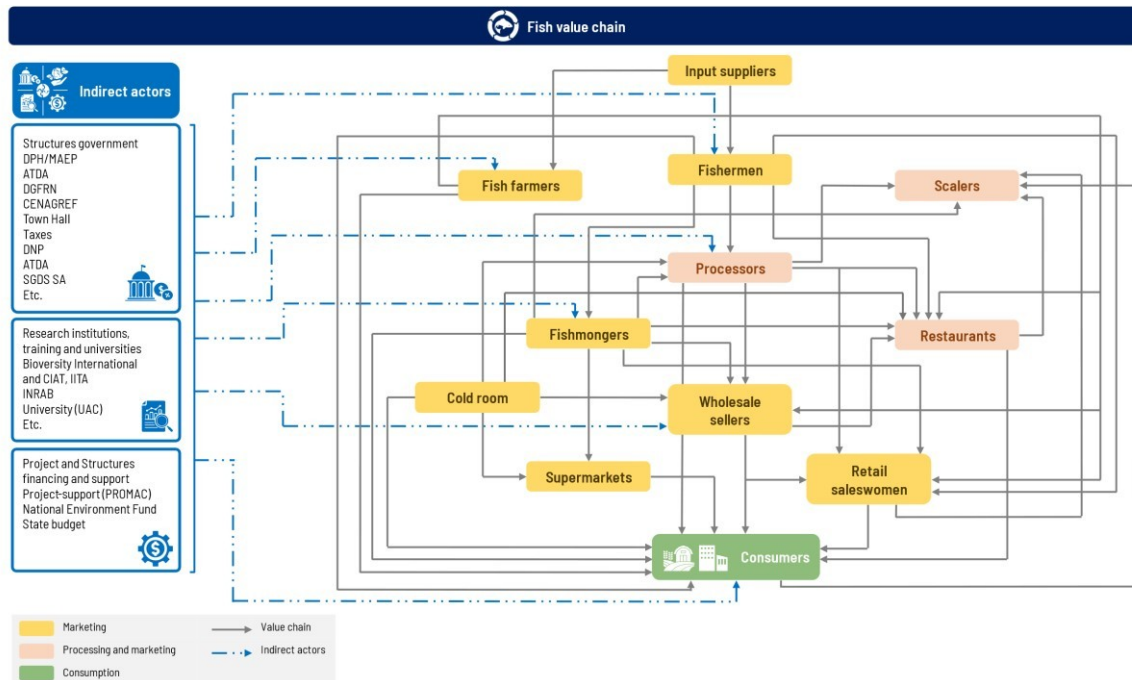 Fish value chain
Indirect actors
Structures government
DPH/MAEP
ATDA
DGFRN
CENAGREF
Town Hall
Taxes
DNP
ATDA
SGDS SA
Etc.
Research institutions,
training and universities
Bioversity International
and CIAT, IITA
INRAB
University (UAC)
Etc.
Project and Structures
financing and support
Project-support (PROMAC)
National Environment Fund
State budget
Input suppliers
Fish farmers
Fishermen
Scalers
Processors
Fishmongers
Restaurants
Cold room
Wholesale
sellers
Supermarkets
Retail
saleswomen
Consumers
Marketing
Processing and marketing
Consumption
Value chain
Indirect actors